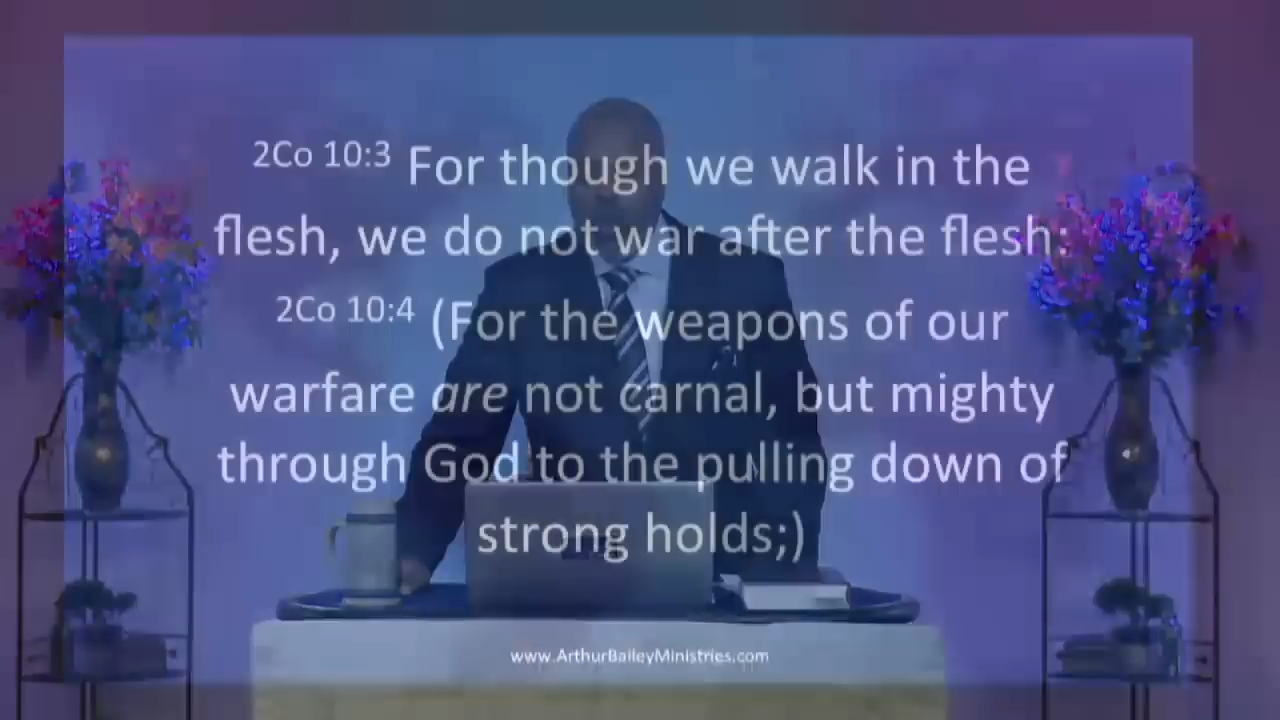 2Co 10:3 For though we walk in the
flesh, we do not war after the flesh:
2Co 10:4 (For the weapons of our
warfare are not carnal, but mighty
through God to the pulling down of
strong holds;)
www.ArthurBaileyMinistries.com